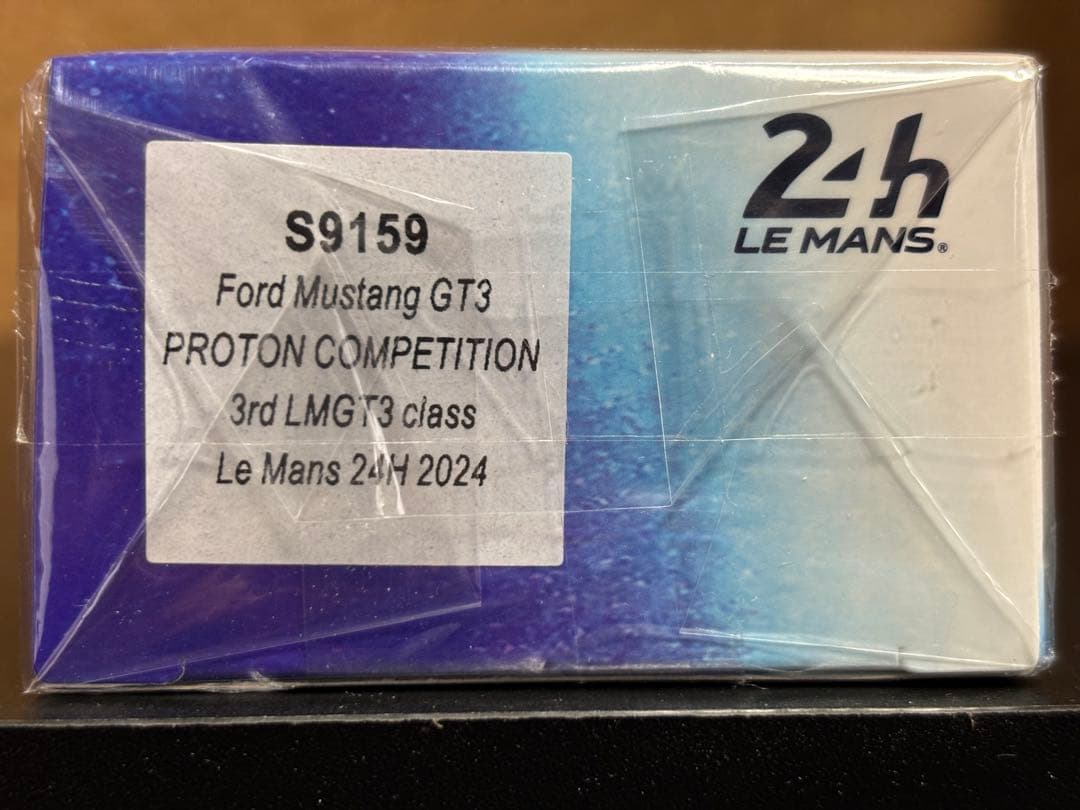 S9159
Ford Mustang GT3
PROTON COMPETITION
3rd LMGT3 class
Le Mans 24H 2024
24h
LE MANS®